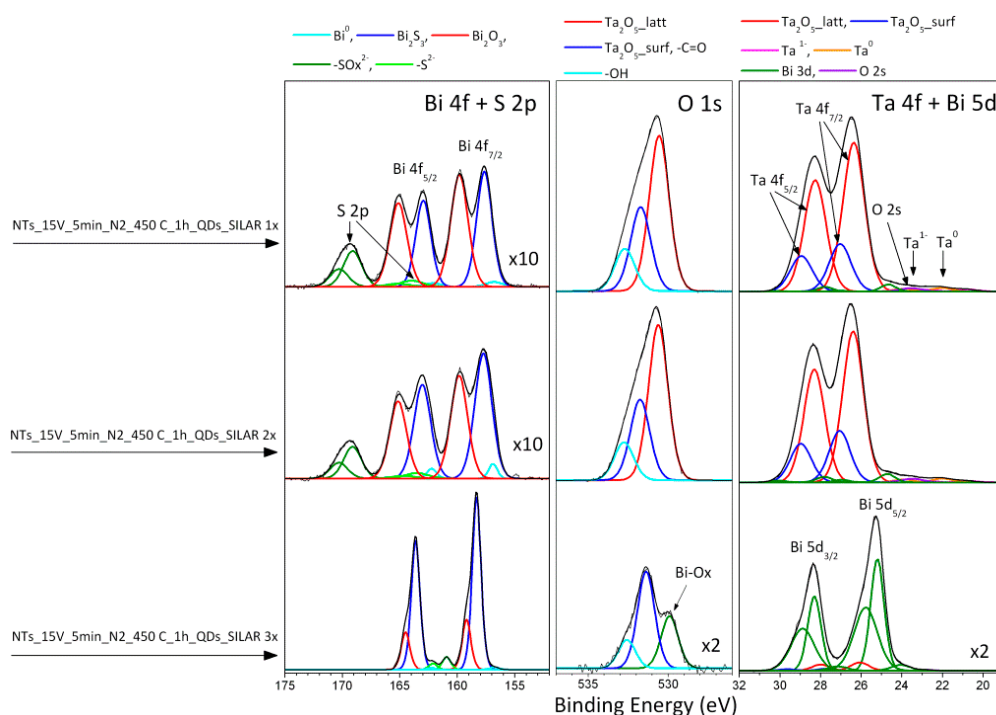 Bi⁰, Bi₂S₃, Bi₂O₃,
-SOx²⁻, -S²⁻
Ta₂O₅_latt
Ta₂O₅_surf, -C=O
-OH
Ta₂O₅_latt, Ta₂O₅_surf
Ta¹⁻, Ta⁰
Bi 3d, O 2s
Bi 4f + S 2p
O 1s
Ta 4f + Bi 5d
NTs_15V_5min_N2_450 C_1h_QDs_SILAR 1x
S 2p
Bi 4f₅/₂
Bi 4f₇/₂
x10
Ta 4f₇/₂
Ta 4f₅/₂
O 2s
Ta¹⁻
Ta⁰
NTs_15V_5min_N2_450 C_1h_QDs_SILAR 2x
x10
NTs_15V_5min_N2_450 C_1h_QDs_SILAR 3x
Bi-Ox
x2
Bi 5d₃/₂
Bi 5d₅/₂
x2
175 170 165 160 155
535 530
32 28 26 24 22 20
Binding Energy (eV)